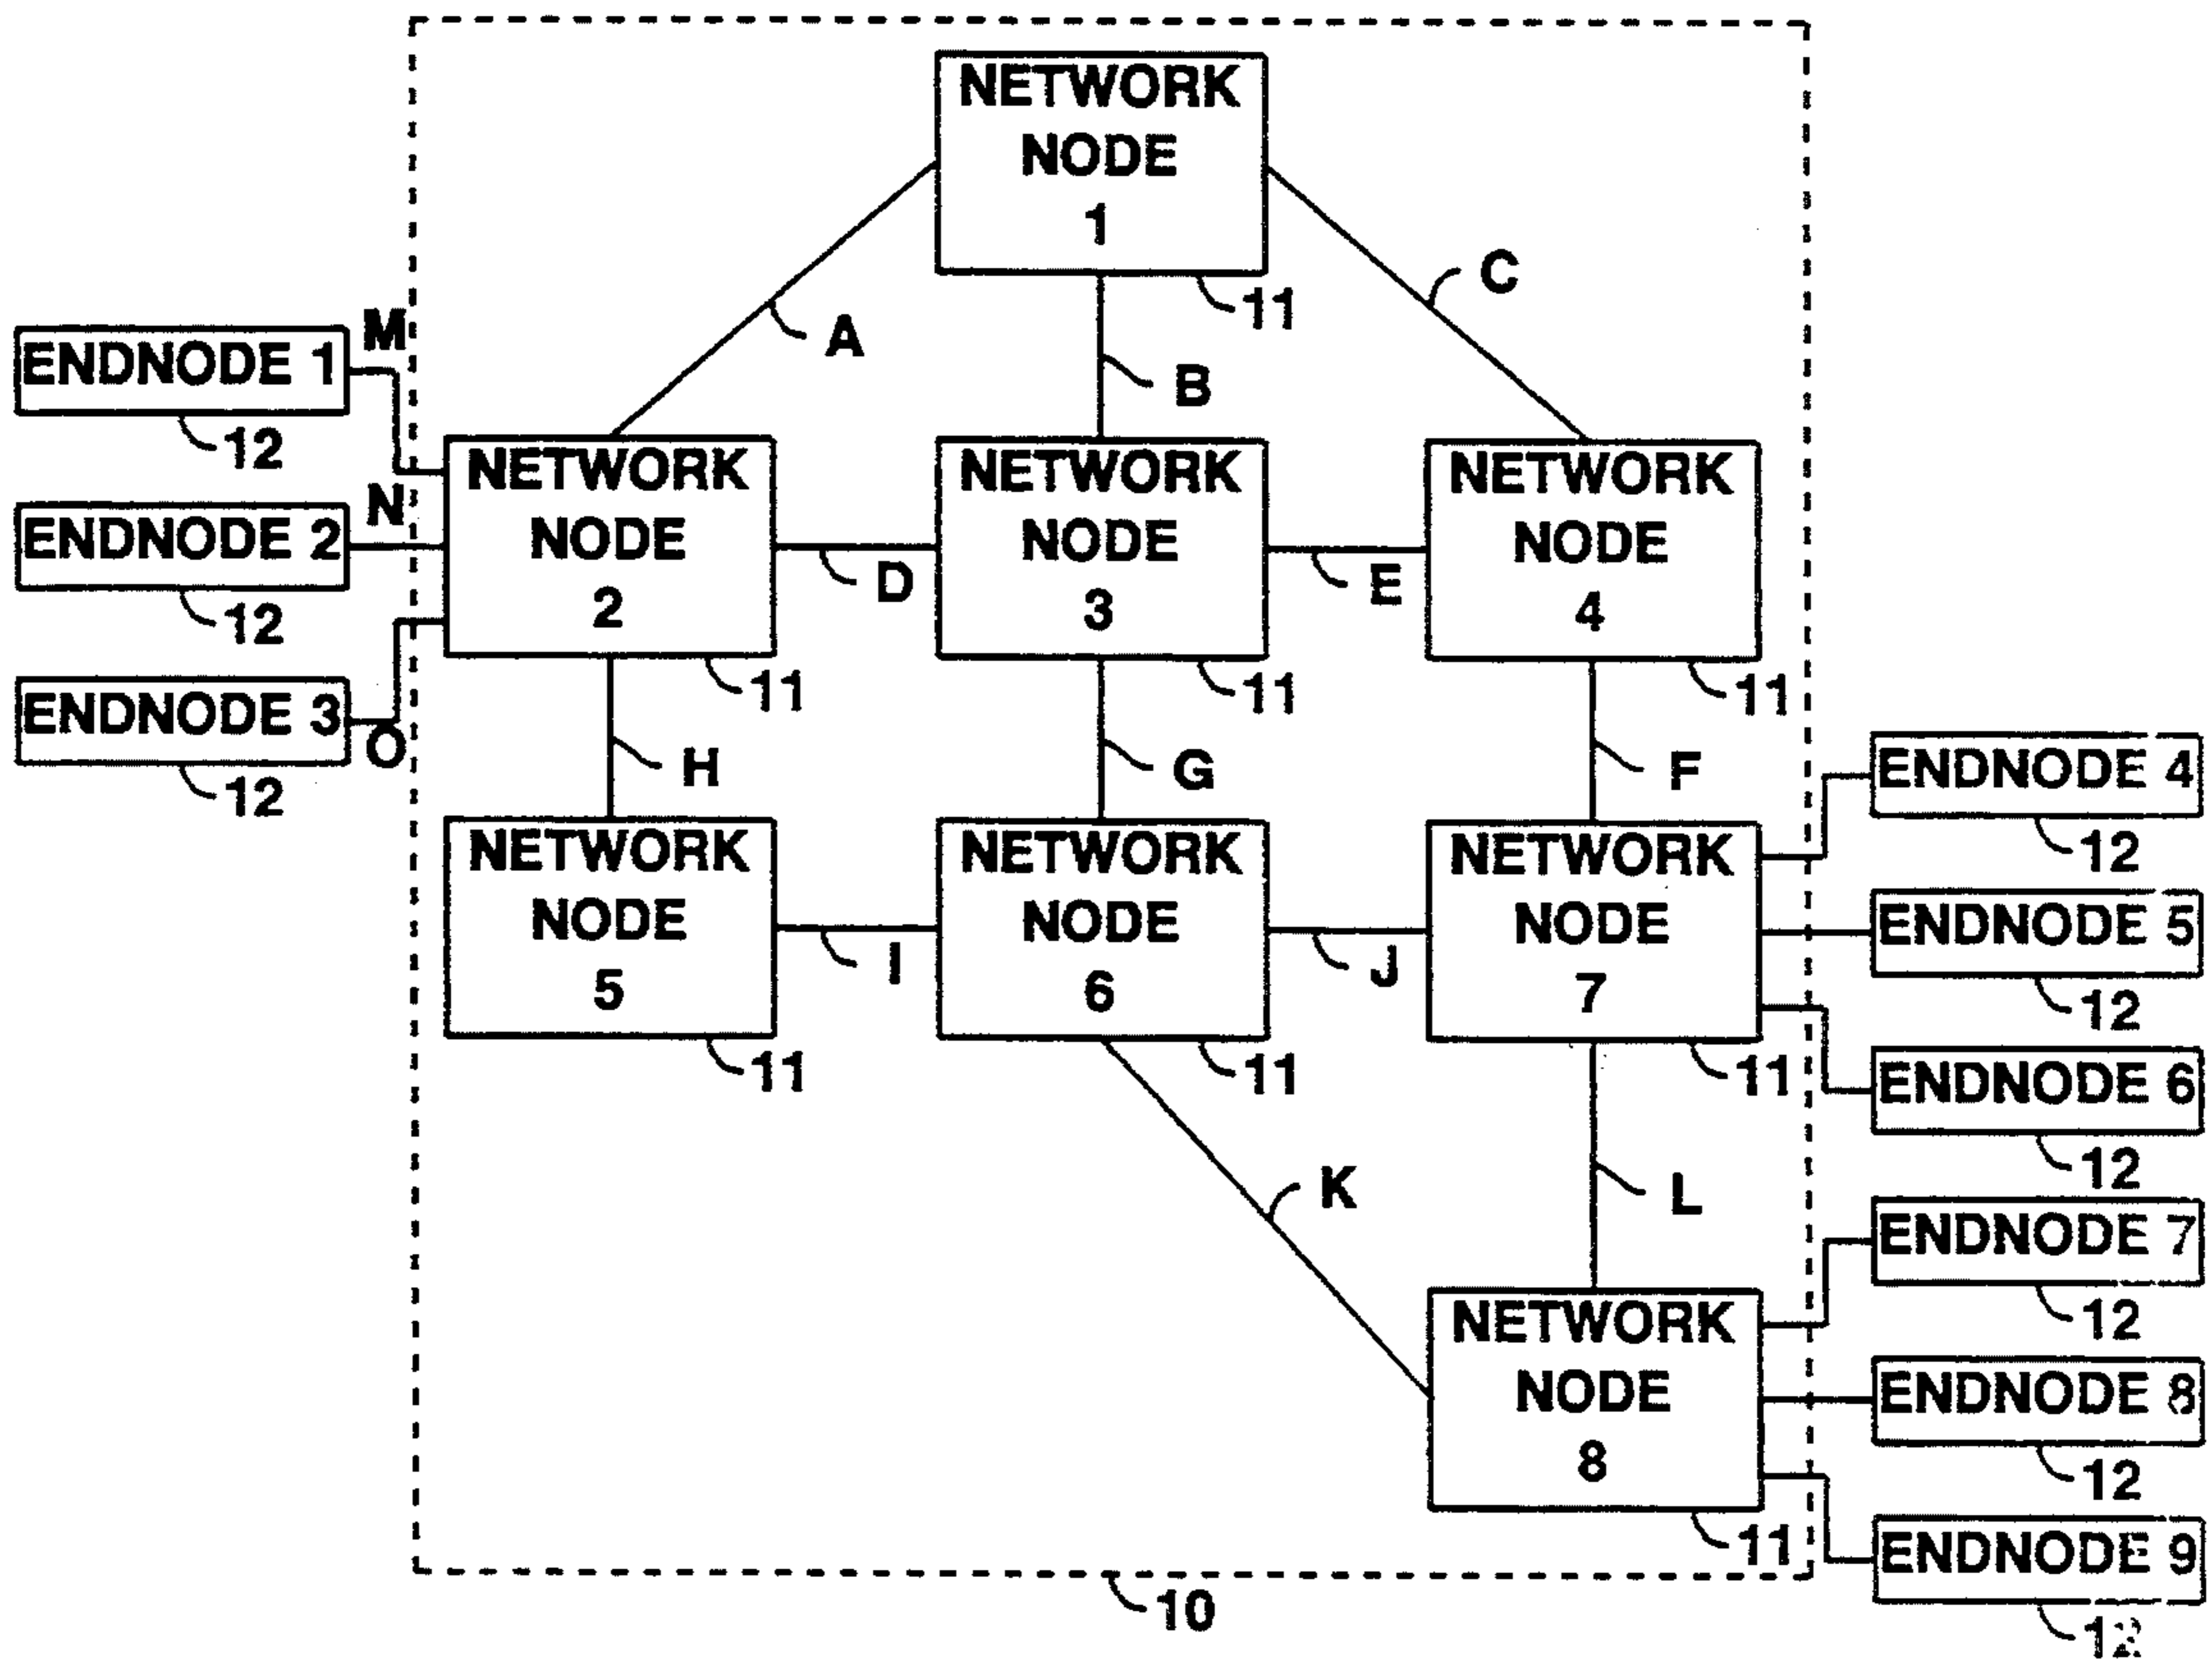 NETWORK
NODE
1
11
A
B
C
M
ENDNODE 1
12
N
ENDNODE 2
12
O
ENDNODE 3
12
NETWORK
NODE
2
11
D
NETWORK
NODE
3
11
E
NETWORK
NODE
4
11
H
G
F
NETWORK
NODE
5
11
I
NETWORK
NODE
6
11
J
NETWORK
NODE
7
11
ENDNODE 4
12
ENDNODE 5
12
ENDNODE 6
12
K
L
NETWORK
NODE
8
11
ENDNODE 7
12
ENDNODE 8
12
ENDNODE 9
12
10